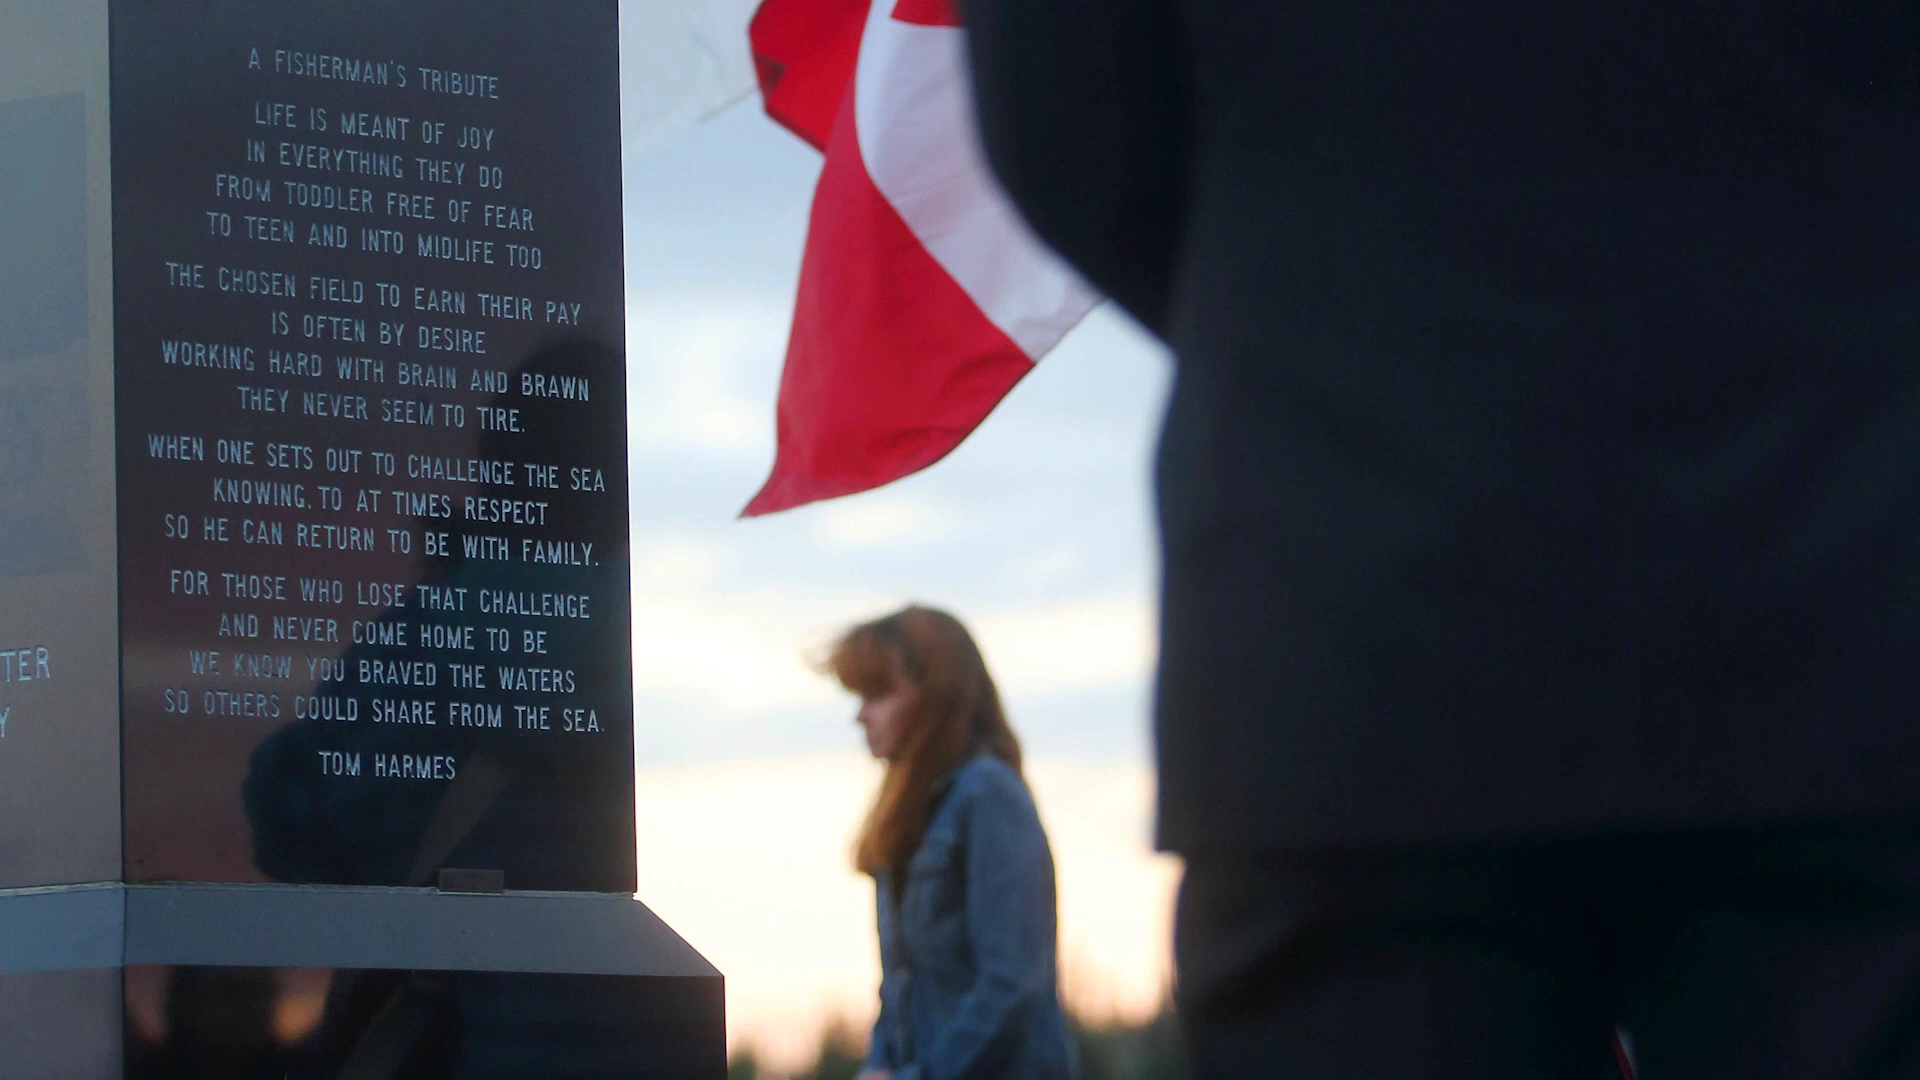 A FISHERMAN'S TRIBUTE
LIFE IS MEANT OF JOY
IN EVERYTHING THEY DO
FROM TODDLER FREE OF FEAR
TO TEEN AND INTO MIDLIFE TOO.
THE CHOSEN FIELD TO EARN THEIR PAY
IS OFTEN BY DESIRE
WORKING HARD WITH BRAIN AND BRAWN
THEY NEVER SEEM TO TIRE.
WHEN ONE SETS OUT TO CHALLENGE THE SEA
KNOWING, TO AT TIMES RESPECT
SO HE CAN RETURN TO BE WITH FAMILY.
FOR THOSE WHO LOSE THAT CHALLENGE
AND NEVER COME HOME TO BE
WE KNOW YOU BRAVED THE WATERS
SO OTHERS COULD SHARE FROM THE SEA.
TOM HARMES
TER
Y